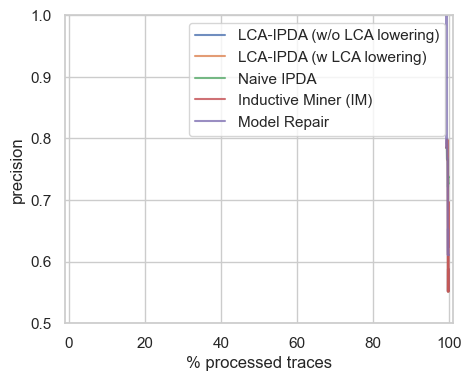 1.0
0.9
0.8
0.7
0.6
0.5
precision
LCA-IPDA (w/o LCA lowering)
LCA-IPDA (w LCA lowering)
Naive IPDA
Inductive Miner (IM)
Model Repair
0 20 40 60 80 100
% processed traces